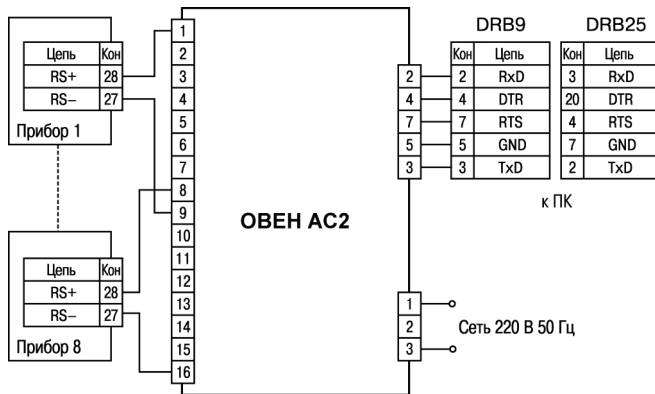 DRB9 DRB25
Цепь Кон
RS+ 28
RS– 27
Прибор 1
Цепь Кон
RS+ 28
RS– 27
Прибор 8
1
2
3
4
5
6
7
8
9
10
11
12
13
14
15
16
ОВЕН АС2
2
4
7
5
3
Кон Цепь
2 RxD
4 DTR
7 RTS
5 GND
3 TxD
Кон Цепь
3 RxD
20 DTR
4 RTS
7 GND
2 TxD
к ПК
1
2
3
Сеть 220 В 50 Гц